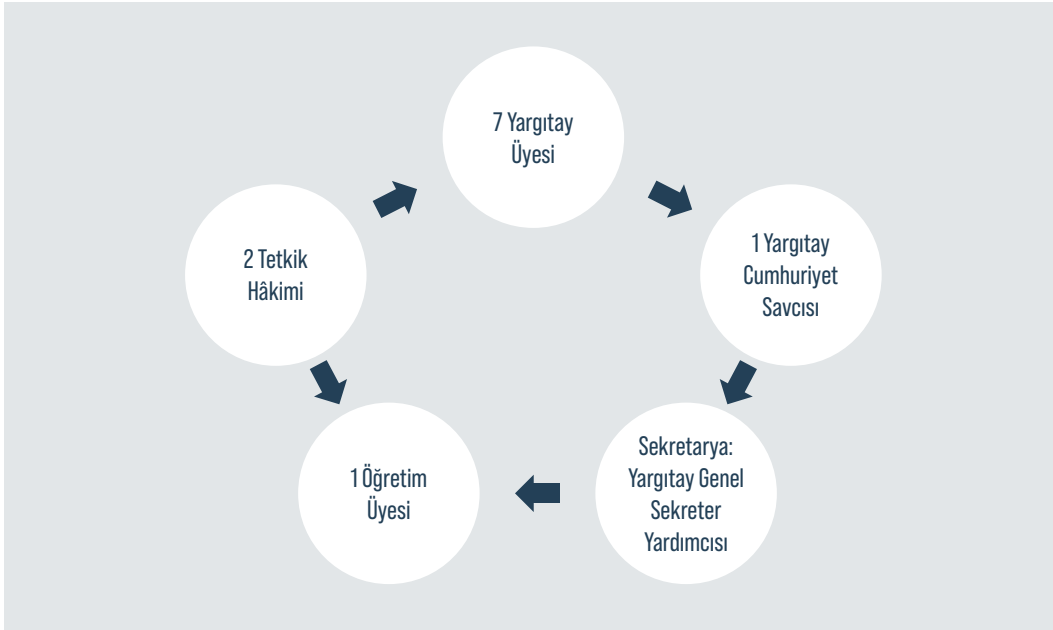 7 Yargıtay
Üyesi
1 Yargıtay
Cumhuriyet
Savcısı
Sekretarya:
Yargıtay Genel
Sekreter
Yardımcısı
1 Öğretim
Üyesi
2 Tetkik
Hâkimi